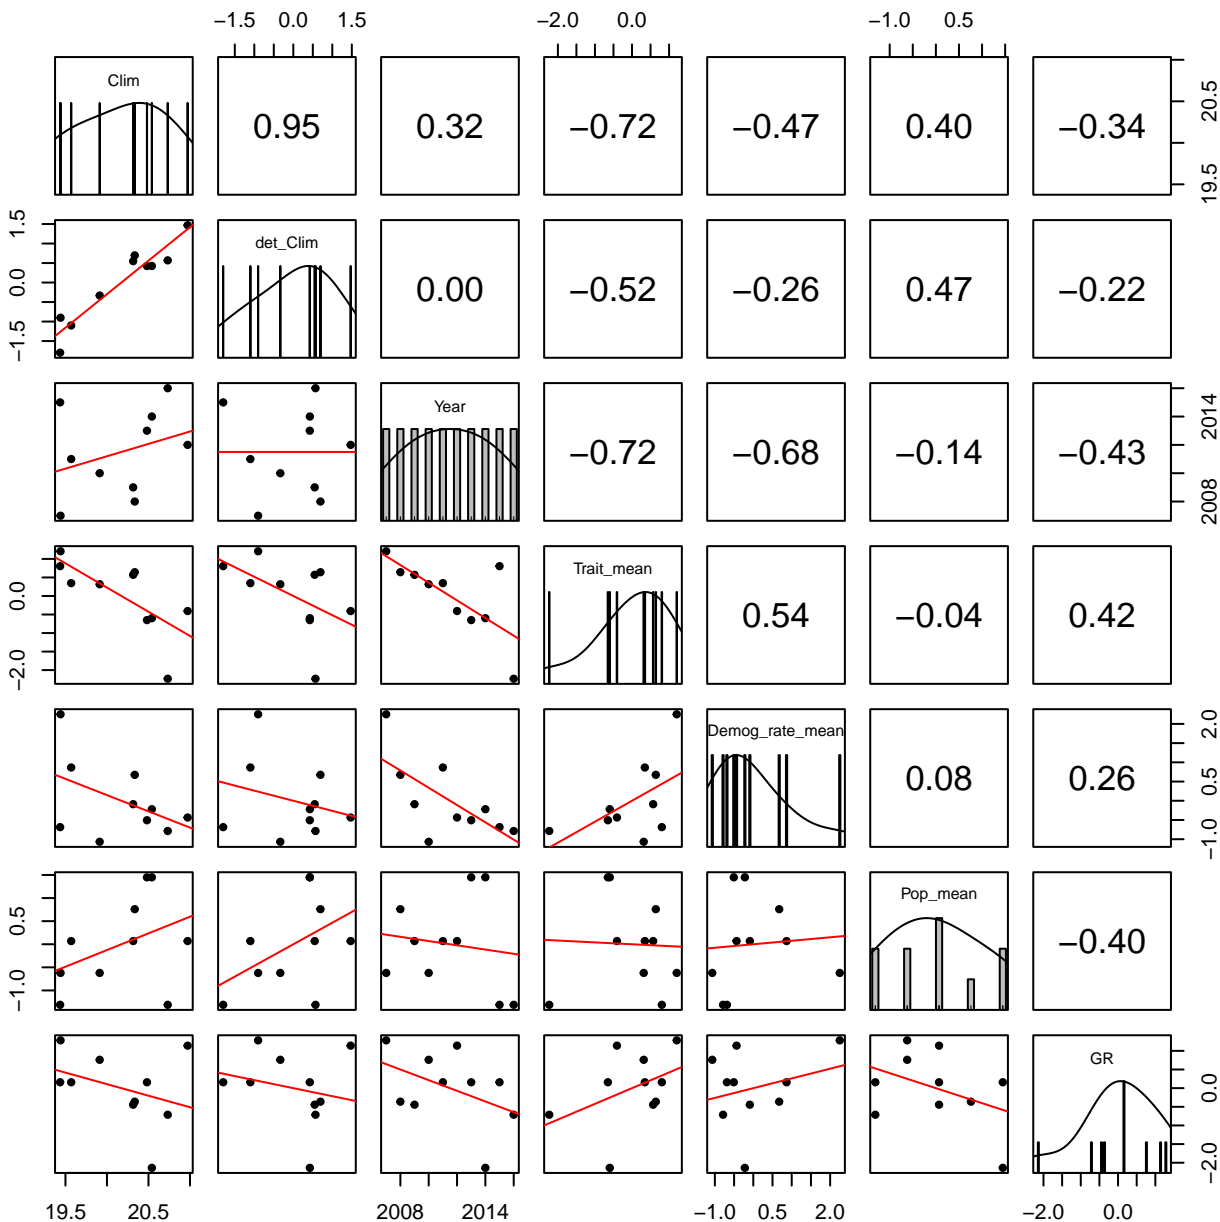 −1.5 0.0 1.5 −2.0 0.0 −1.0 0.5
Clim 0.95 0.32 −0.72 −0.47 0.40 −0.34 19.5 20.5
−1.5 0.0 1.5 det_Clim 0.00 −0.52 −0.26 0.47 −0.22
Year −0.72 −0.68 −0.14 −0.43 2008 2014
−2.0 0.0 Trait_mean 0.54 −0.04 0.42
Demog_rate_mean 0.08 0.26 −1.0 0.5 2.0
−1.0 0.5 Pop_mean −0.40
GR −2.0 0.0
19.5 20.5 2008 2014 −1.0 0.5 2.0 −2.0 0.0